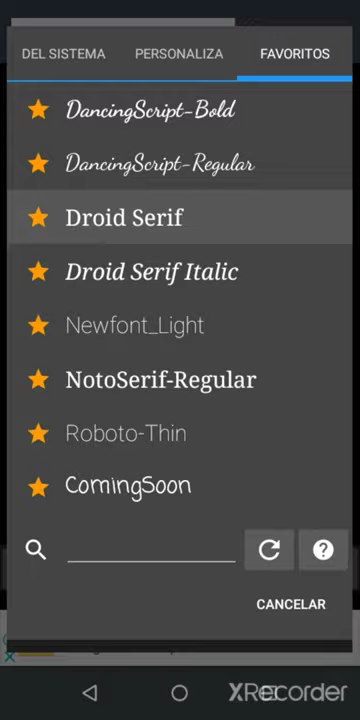 DEL SISTEMA PERSONALIZA FAVORITOS
DancingScript-Bold
DancingScript-Regular
Droid Serif
Droid Serif Italic
Newfont_Light
NotoSerif-Regular
Roboto-Thin
ComingSoon
CANCELAR
XRecorder